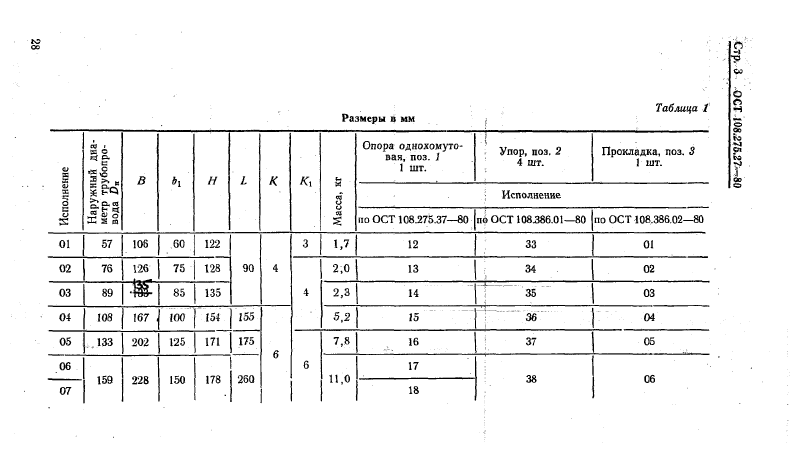 28
Стр. 3 ОСТ 108.275.27—80
Таблица 1
Размеры в мм
Исполнение
Наружный диаметр трубопровода Dн
B
b1
H
L
K
K1
Масса, кг
Опора однохомуто-
вая, поз. 1
1 шт.
Упор, поз. 2
4 шт.
Прокладка, поз. 3
1 шт.
Исполнение
по ОСТ 108.275.37—80 по ОСТ 108.386.01—80 по ОСТ 108.386.02—80
01 57 106 60 122 3 1,7 12 33 01
02 76 126 75 128 90 4 2,0 13 34 02
03 89 135 85 135 4 2,3 14 35 03
04 108 167 100 154 155 5,2 15 36 04
05 133 202 125 171 175 6 7,8 16 37 05
06 159 228 150 178 260 6 11,0 17 38 06
07 18